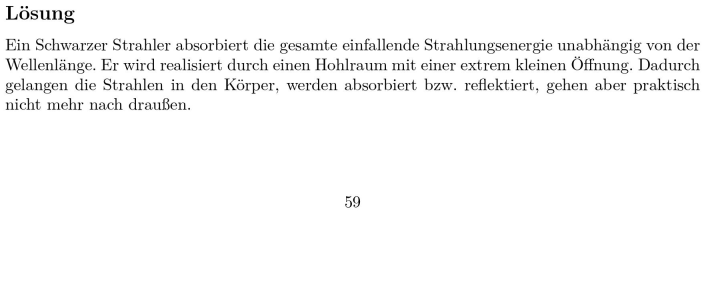 Lösung
Ein Schwarzer Strahler absorbiert die gesamte einfallende Strahlungsenergie unabhängig von der
Wellenlänge. Er wird realisiert durch einen Hohlraum mit einer extrem kleinen Öffnung. Dadurch
gelangen die Strahlen in den Körper, werden absorbiert bzw. reflektiert, gehen aber praktisch
nicht mehr nach draußen.
59